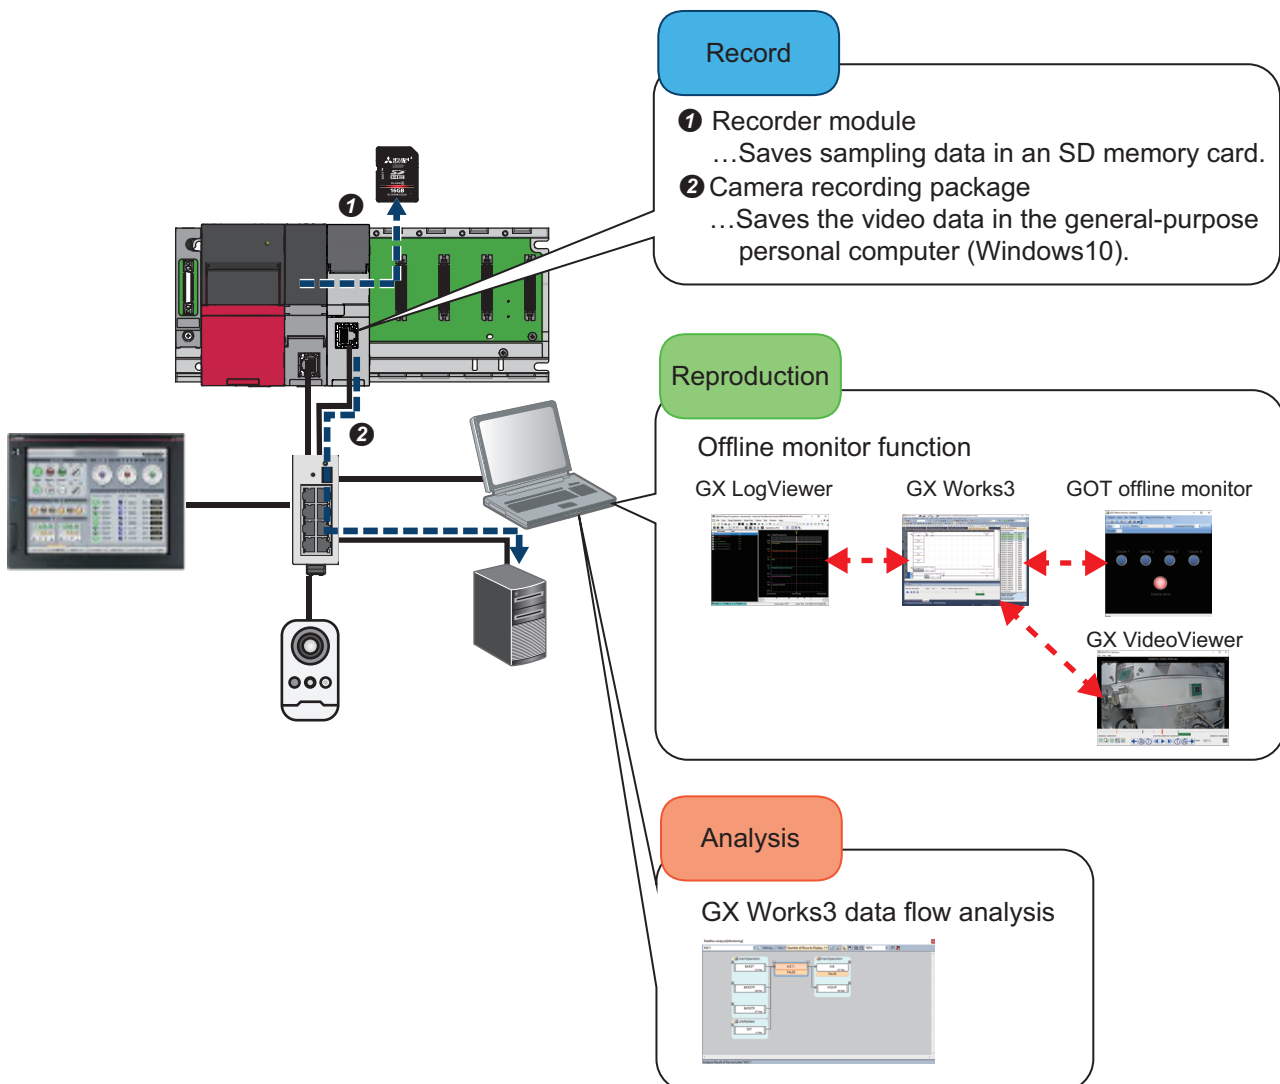 Record
❶ Recorder module
…Saves sampling data in an SD memory card.
❷ Camera recording package
…Saves the video data in the general-purpose
personal computer (Windows10).
❶
16GB
❷
Reproduction
Offline monitor function
GX LogViewer
GX Works3
GOT offline monitor
GX VideoViewer
Analysis
GX Works3 data flow analysis